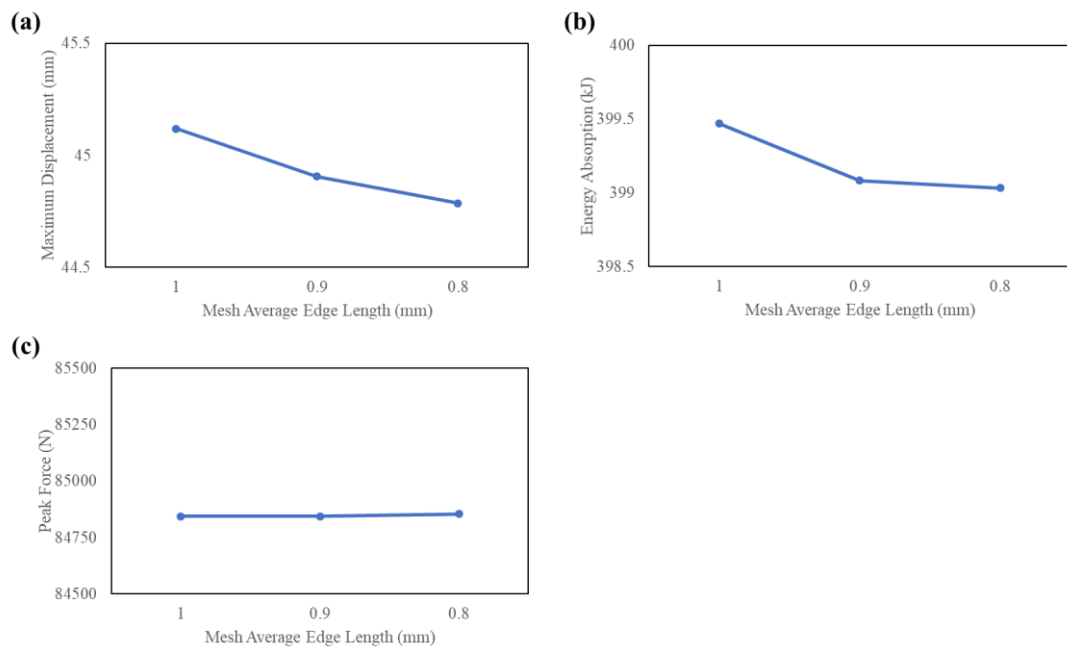 (a)
45.5
45
44.5
Maximum Displacement (mm)
1 0.9 0.8
Mesh Average Edge Length (mm)
(b)
400
399.5
399
398.5
Energy Absorption (kJ)
1 0.9 0.8
Mesh Average Edge Length (mm)
(c)
85500
85250
85000
84750
84500
Peak Force (N)
1 0.9 0.8
Mesh Average Edge Length (mm)